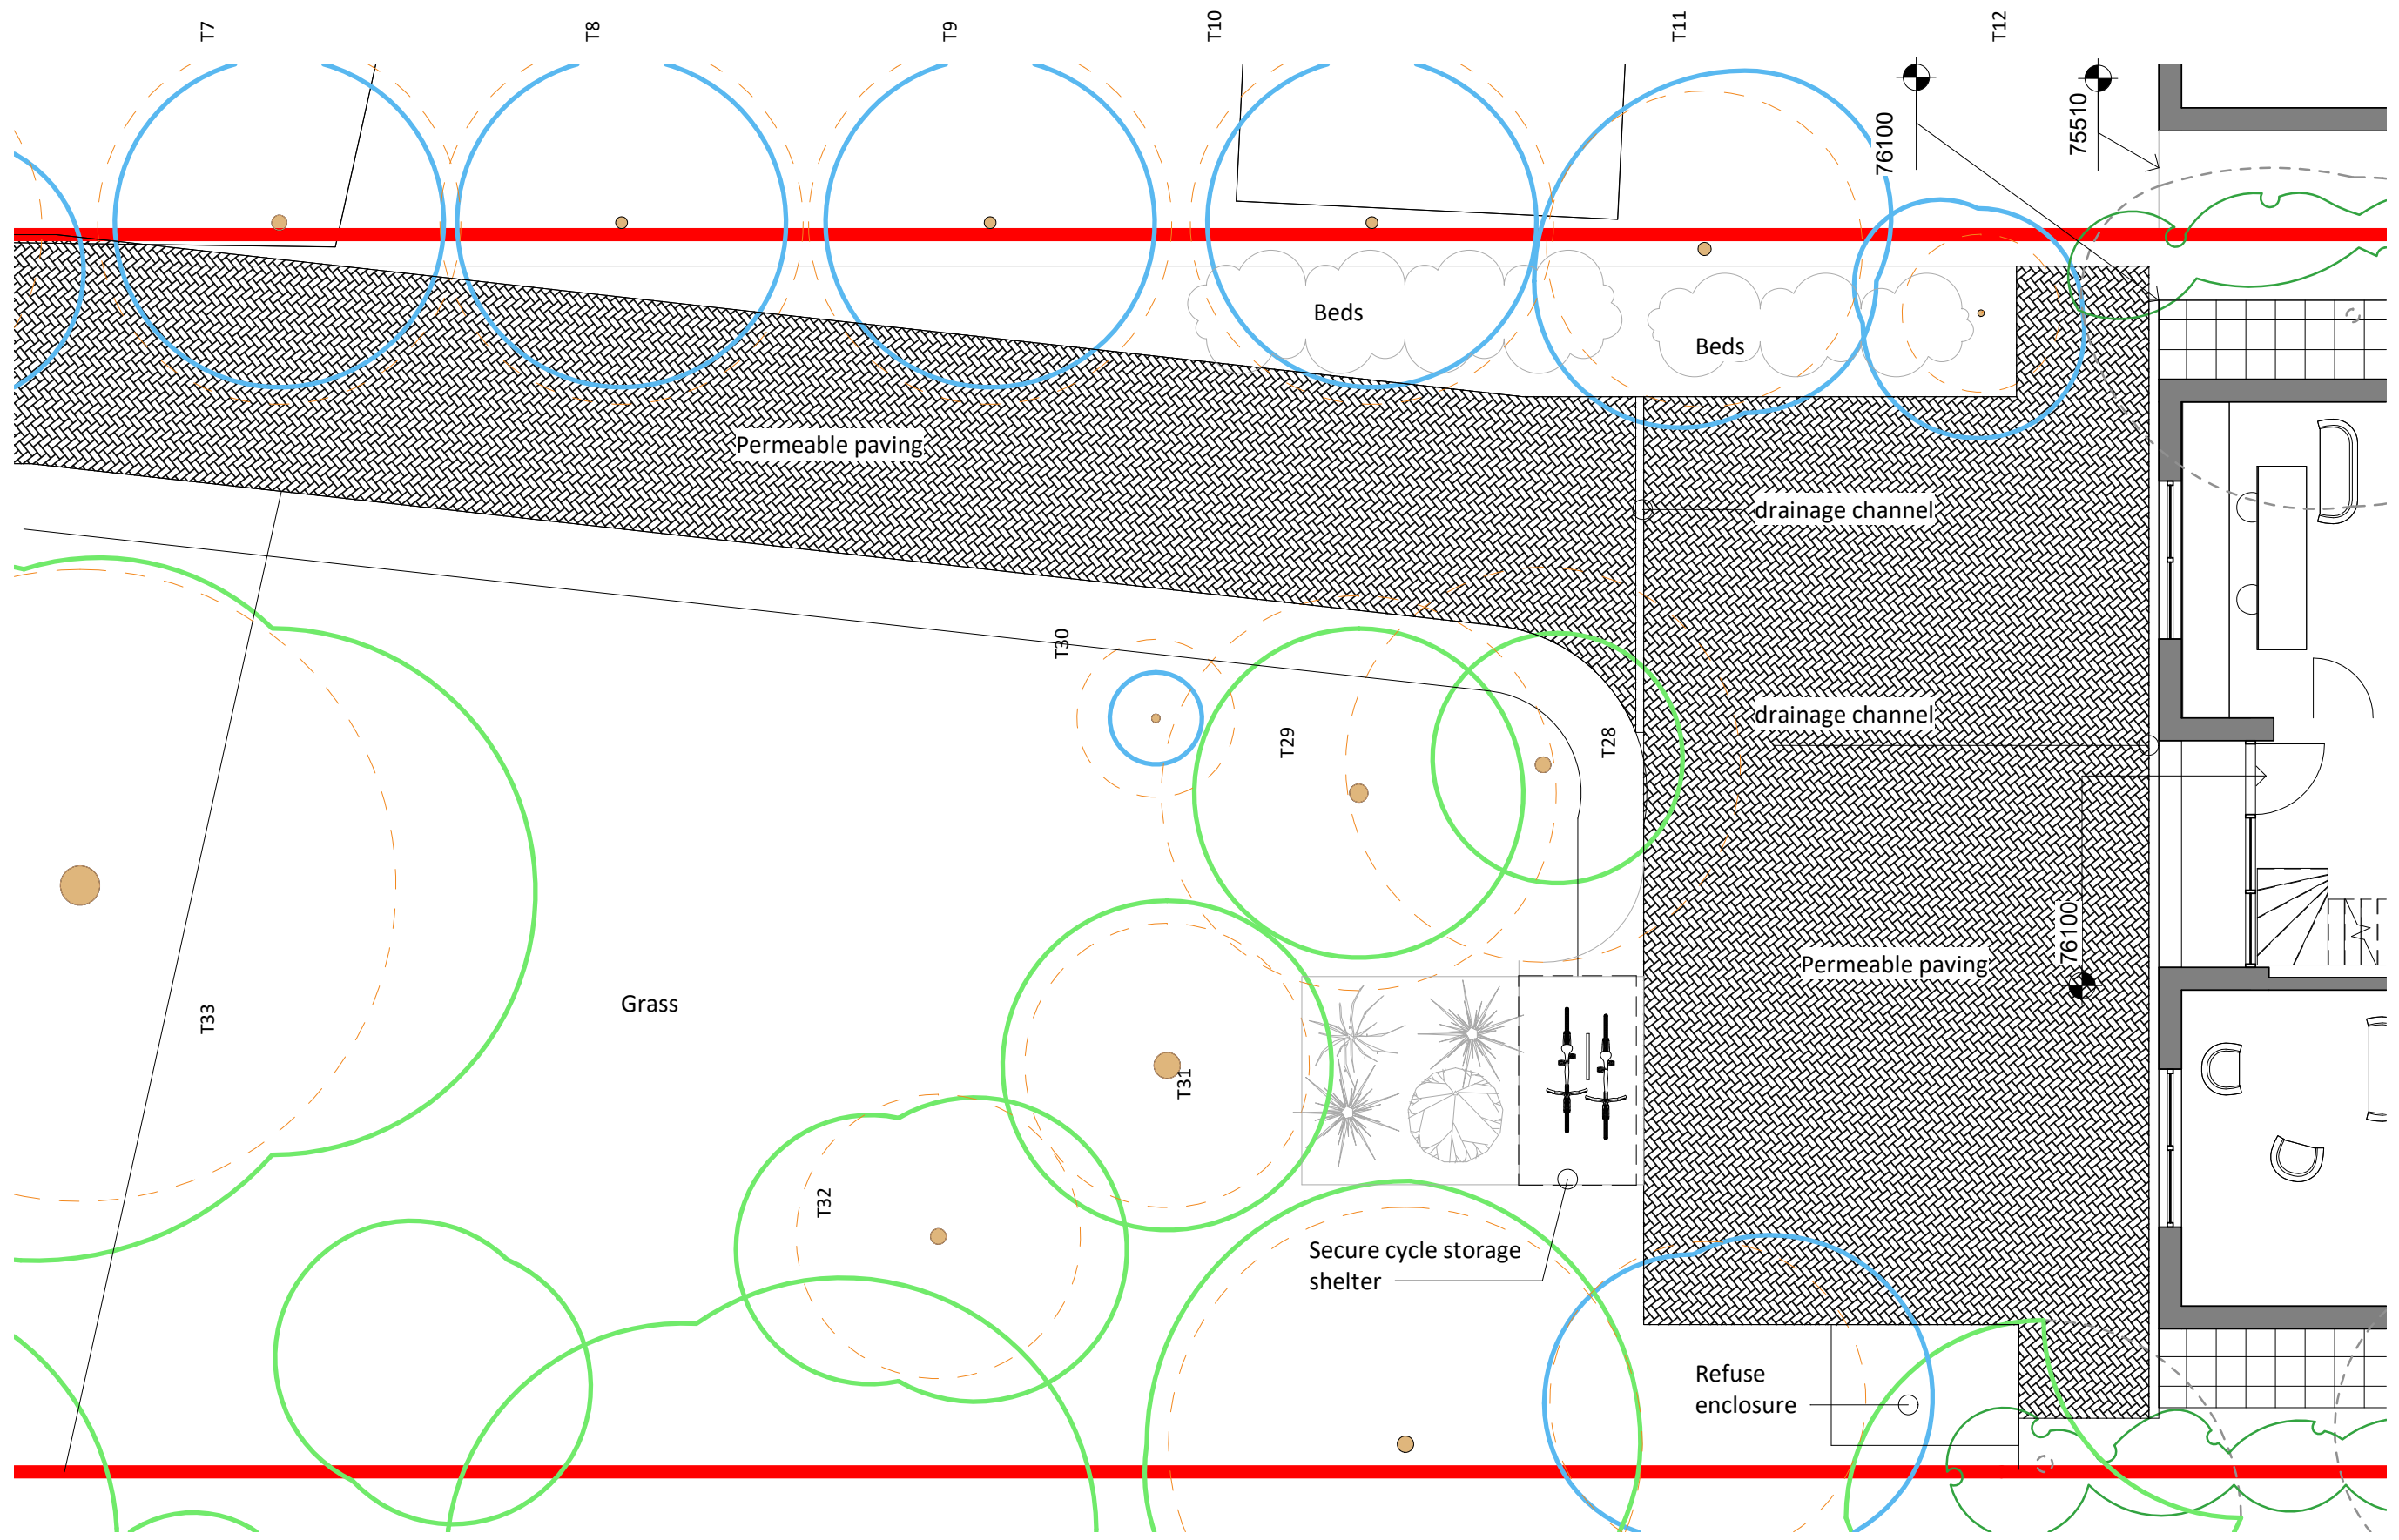 T7
T8
T9
T10
T11
T12
76100
75510
Beds
Beds
Permeable paving
drainage channel
T30
drainage channel
T29
T28
76100
Permeable paving
Grass
T33
T31
T32
Secure cycle storage
shelter
Refuse
enclosure